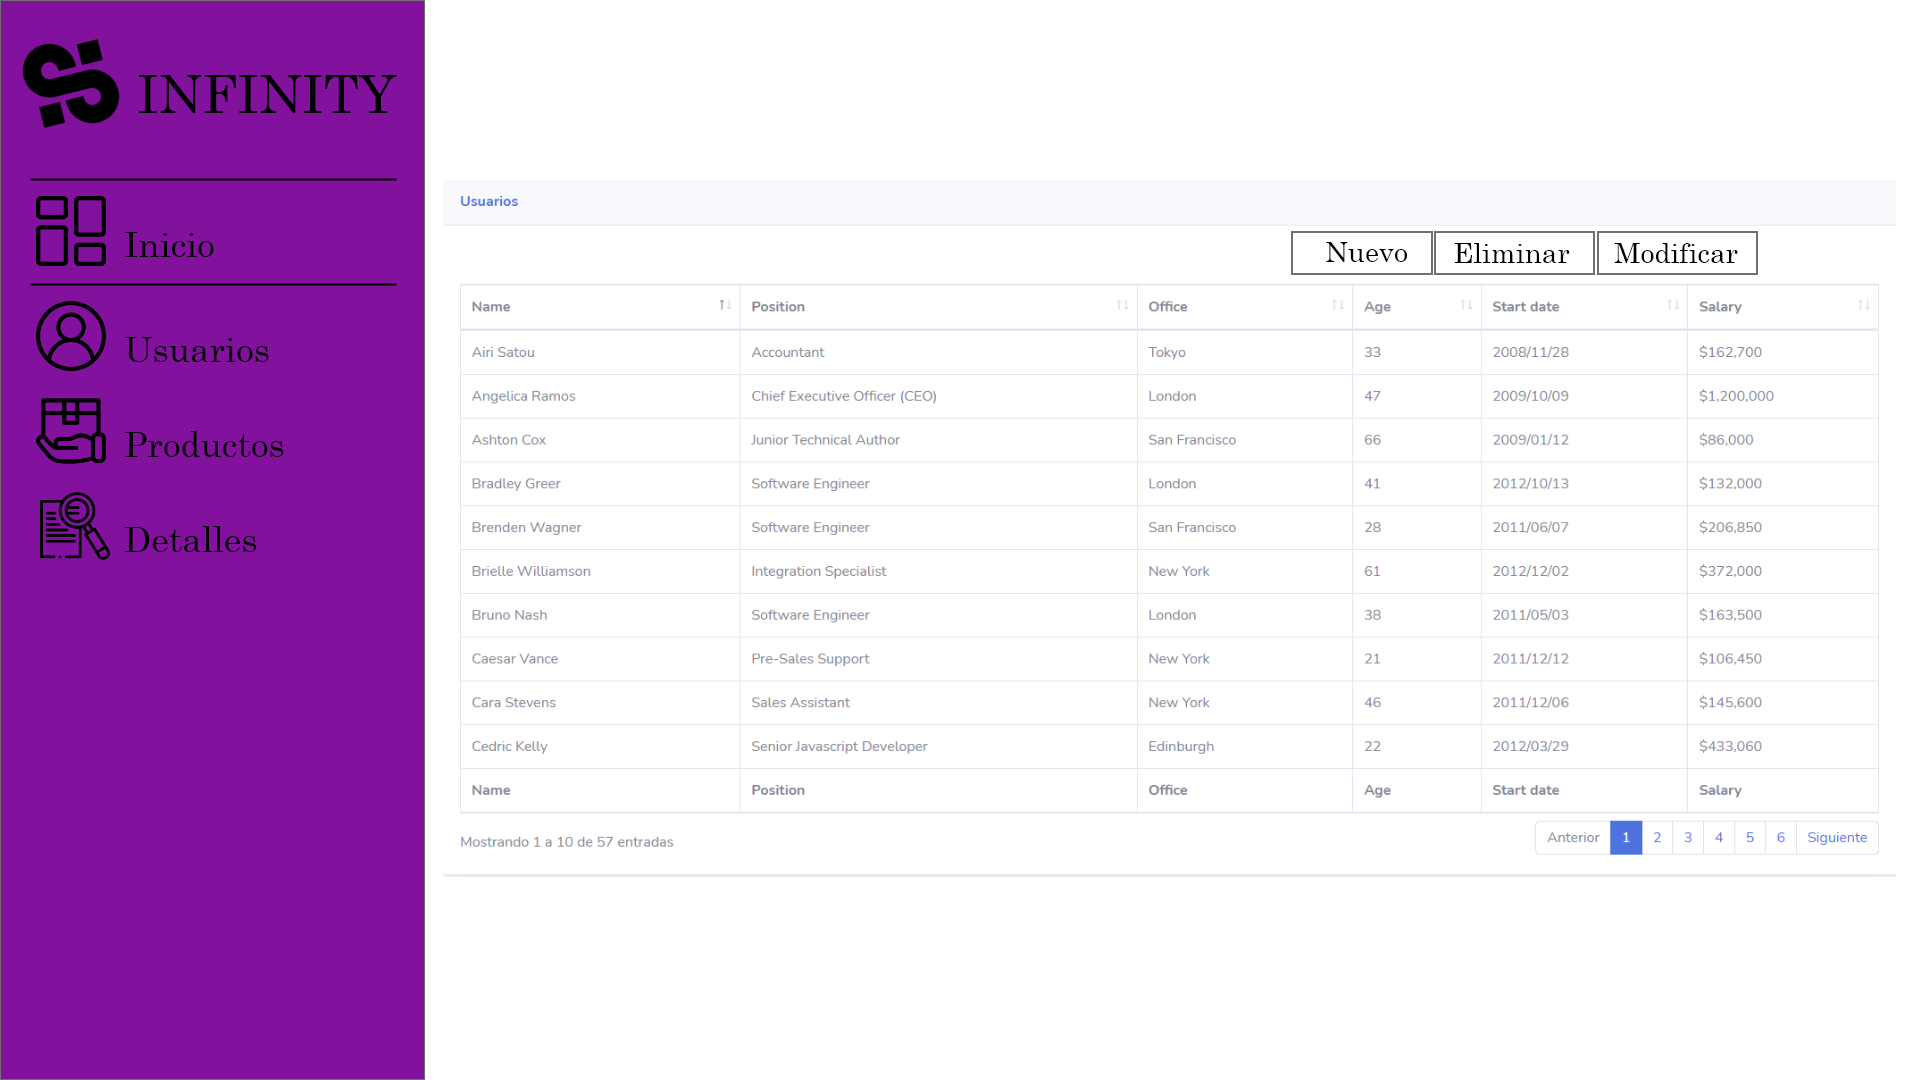 INFINITY
Inicio
Usuarios
Productos
Detalles
Usuarios
Nuevo Eliminar Modificar
Name Position Office Age Start date Salary
Airi Satou Accountant Tokyo 33 2008/11/28 $162,700
Angelica Ramos Chief Executive Officer (CEO) London 47 2009/10/09 $1,200,000
Ashton Cox Junior Technical Author San Francisco 66 2009/01/12 $86,000
Bradley Greer Software Engineer London 41 2012/10/13 $132,000
Brenden Wagner Software Engineer San Francisco 28 2011/06/07 $206,850
Brielle Williamson Integration Specialist New York 61 2012/12/02 $372,000
Bruno Nash Software Engineer London 38 2011/05/03 $163,500
Caesar Vance Pre-Sales Support New York 21 2011/12/12 $106,450
Cara Stevens Sales Assistant New York 46 2011/12/06 $145,600
Cedric Kelly Senior Javascript Developer Edinburgh 22 2012/03/29 $433,060
Name Position Office Age Start date Salary
Mostrando 1 a 10 de 57 entradas
Anterior 1 2 3 4 5 6 Siguiente